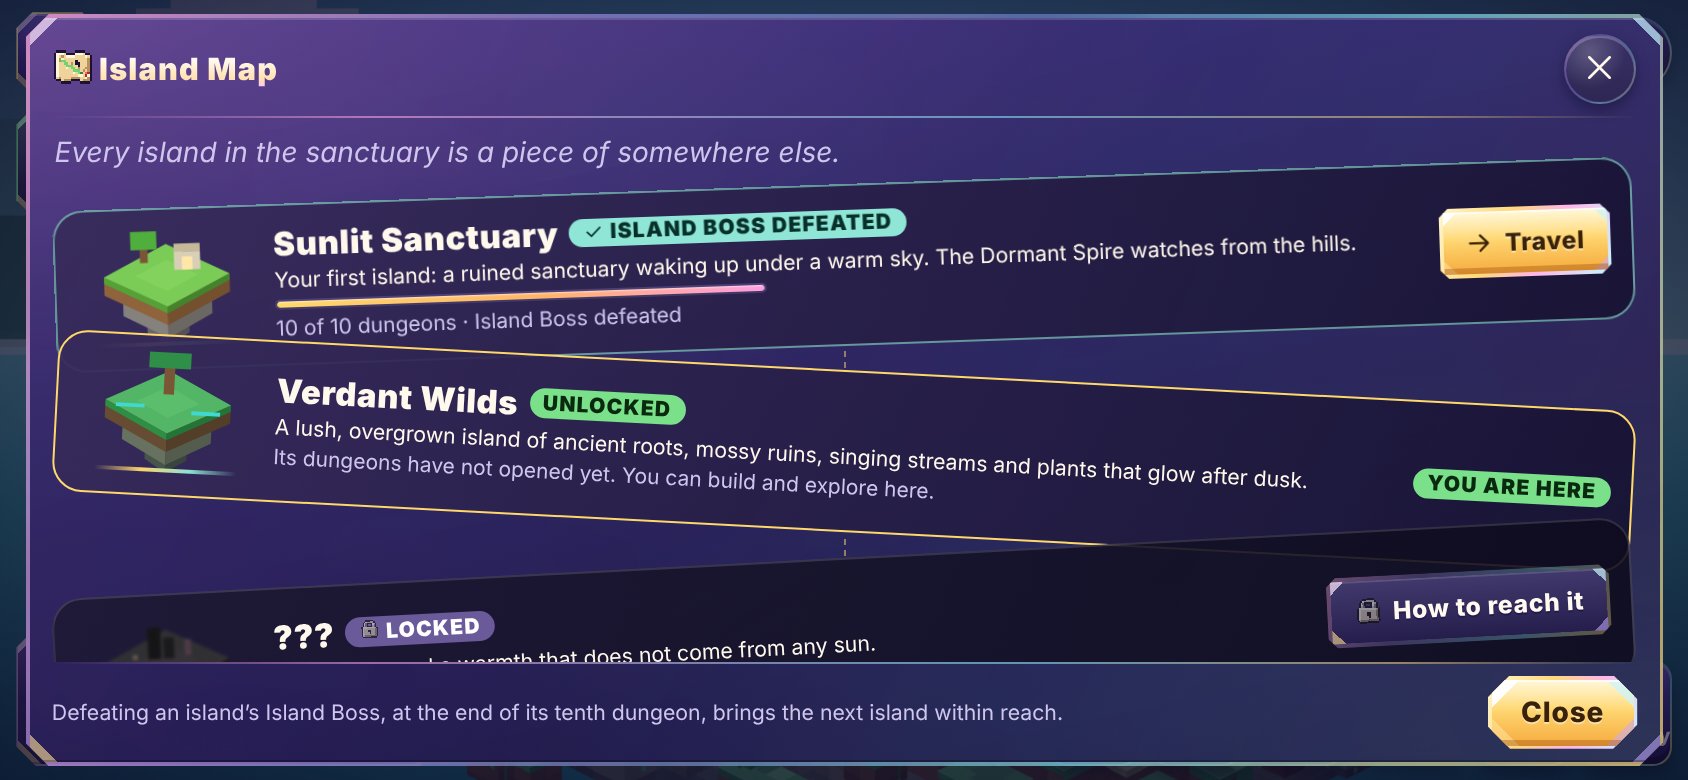 Island Map
Every island in the sanctuary is a piece of somewhere else.
Sunlit Sanctuary ✓ ISLAND BOSS DEFEATED
Your first island: a ruined sanctuary waking up under a warm sky. The Dormant Spire watches from the hills.
10 of 10 dungeons · Island Boss defeated
→ Travel
Verdant Wilds UNLOCKED
A lush, overgrown island of ancient roots, mossy ruins, singing streams and plants that glow after dusk.
Its dungeons have not opened yet. You can build and explore here.
YOU ARE HERE
??? LOCKED
warmth that does not come from any sun.
How to reach it
Defeating an island’s Island Boss, at the end of its tenth dungeon, brings the next island within reach.
Close